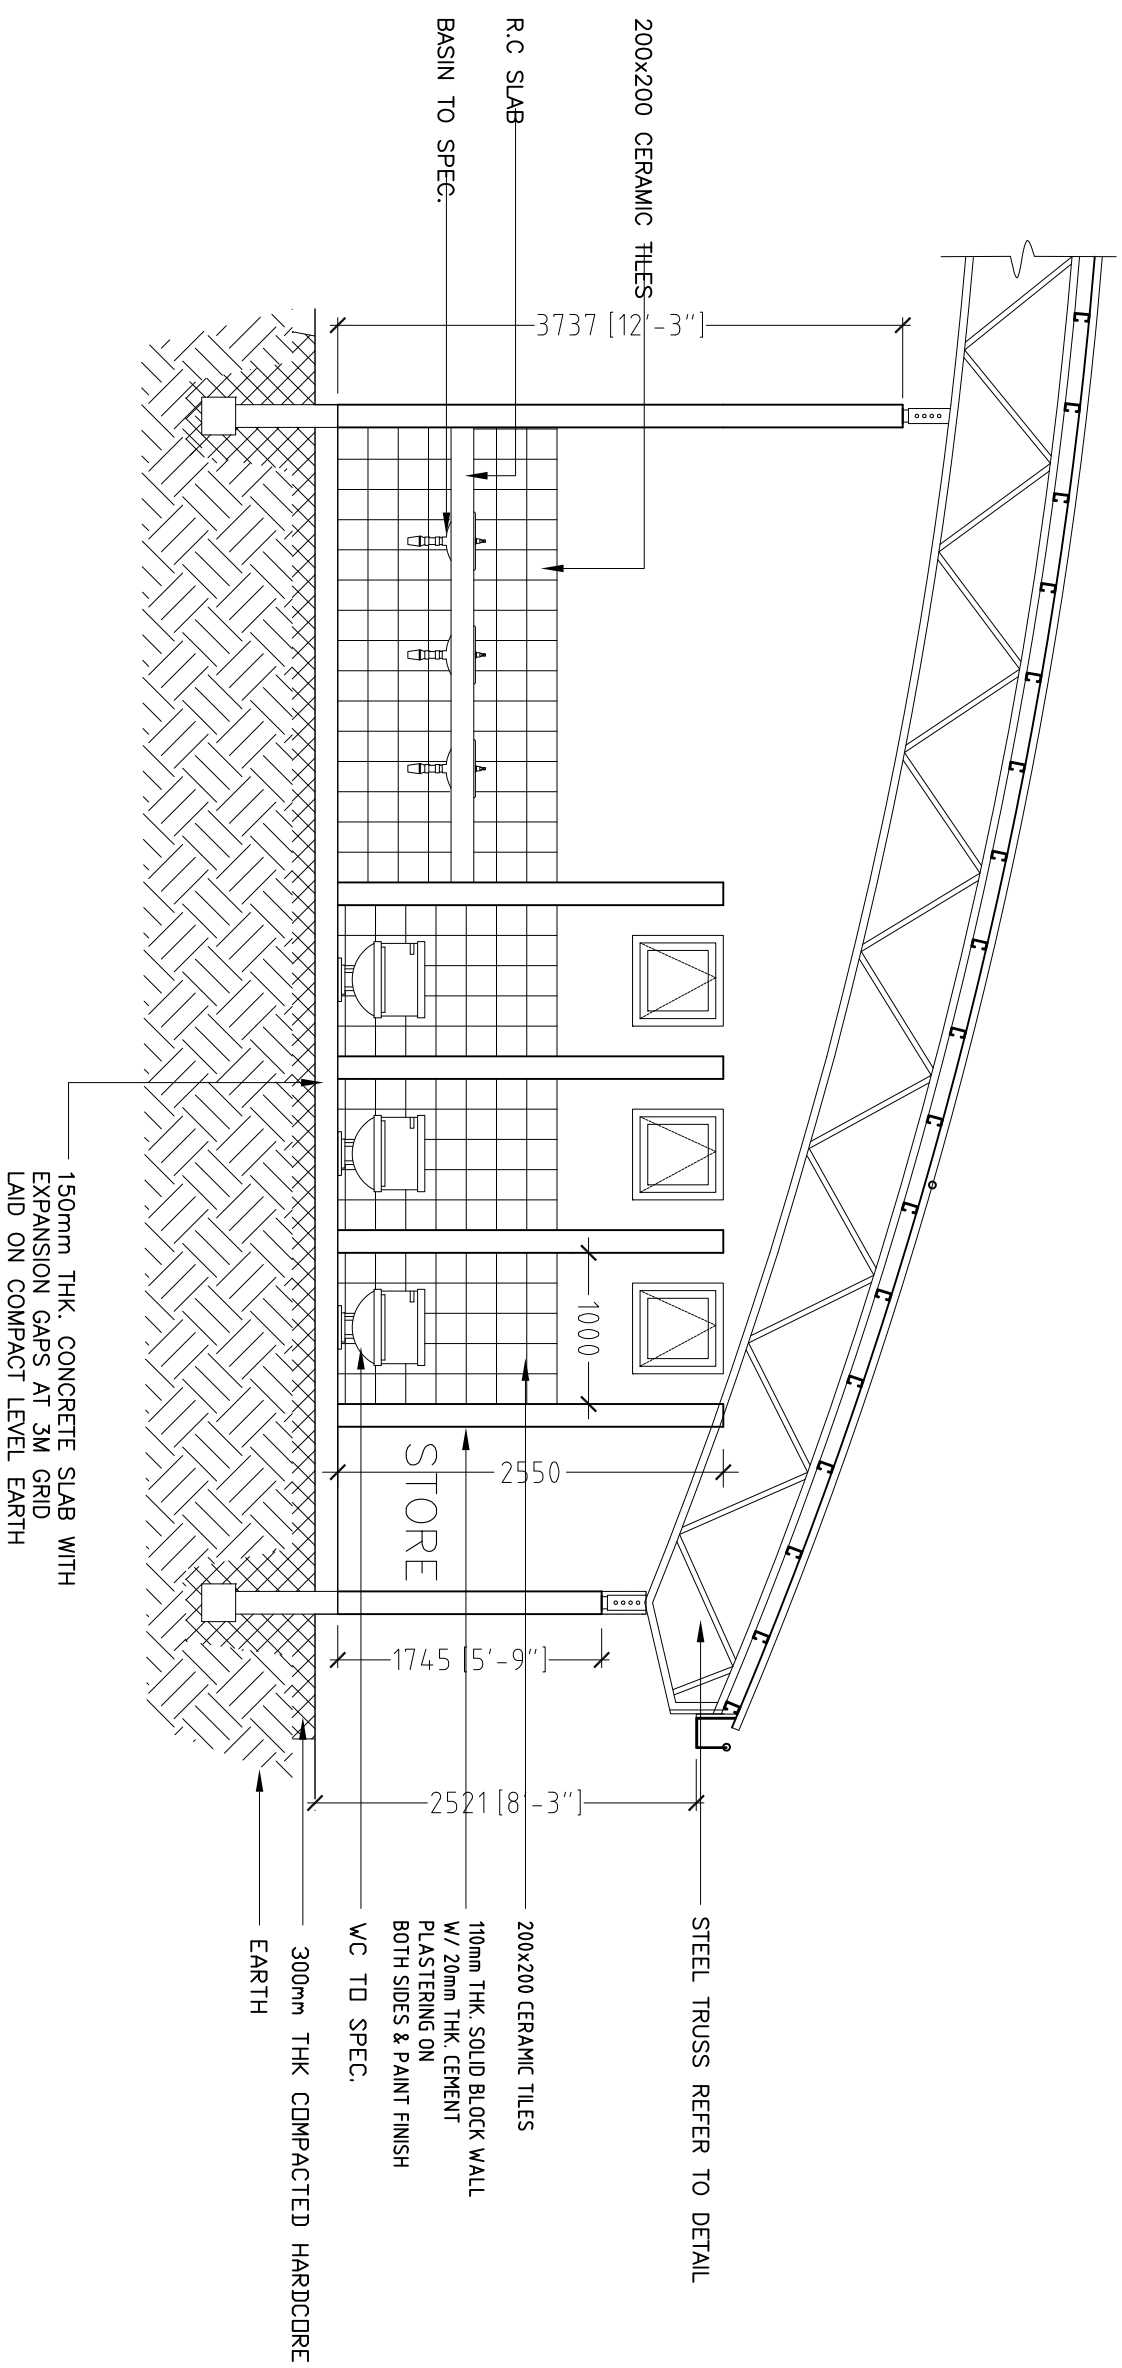 200x200 CERAMIC TILES
R.C SLAB
BASIN TO SPEC.
3737 [12'-3"]
1000
2550
STORE
1745 [5'-9"]
2521 [8'-3"]
STEEL TRUSS REFER TO DETAIL
200x200 CERAMIC TILES
110mm THK. SOLID BLOCK WALL
W/ 20mm THK. CEMENT
PLASTERING ON
BOTH SIDES & PAINT FINISH
WC TO SPEC.
300mm THK COMPACTED HARDCORE
EARTH
150mm THK. CONCRETE SLAB WITH
EXPANSION GAPS AT 3M GRID
LAID ON COMPACT LEVEL EARTH